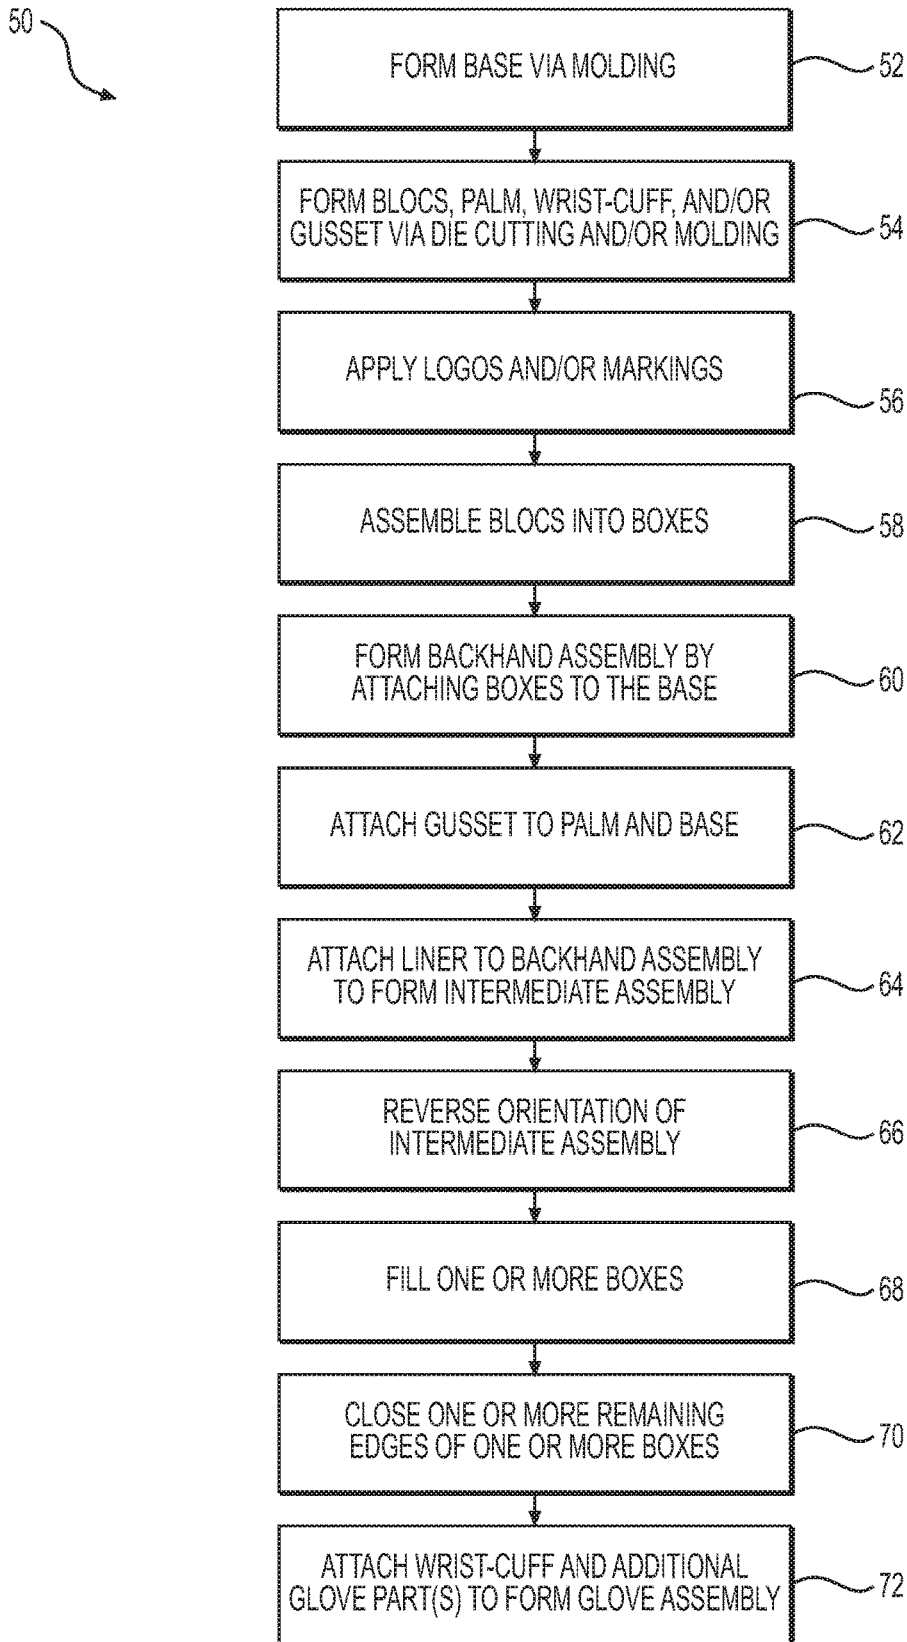 50
FORM BASE VIA MOLDING
52
FORM BLOCS, PALM, WRIST-CUFF, AND/OR
GUSSET VIA DIE CUTTING AND/OR MOLDING
54
APPLY LOGOS AND/OR MARKINGS
56
ASSEMBLE BLOCS INTO BOXES
58
FORM BACKHAND ASSEMBLY BY
ATTACHING BOXES TO THE BASE
60
ATTACH GUSSET TO PALM AND BASE
62
ATTACH LINER TO BACKHAND ASSEMBLY
TO FORM INTERMEDIATE ASSEMBLY
64
REVERSE ORIENTATION OF
INTERMEDIATE ASSEMBLY
66
FILL ONE OR MORE BOXES
68
CLOSE ONE OR MORE REMAINING
EDGES OF ONE OR MORE BOXES
70
ATTACH WRIST-CUFF AND ADDITIONAL
GLOVE PART(S) TO FORM GLOVE ASSEMBLY
72